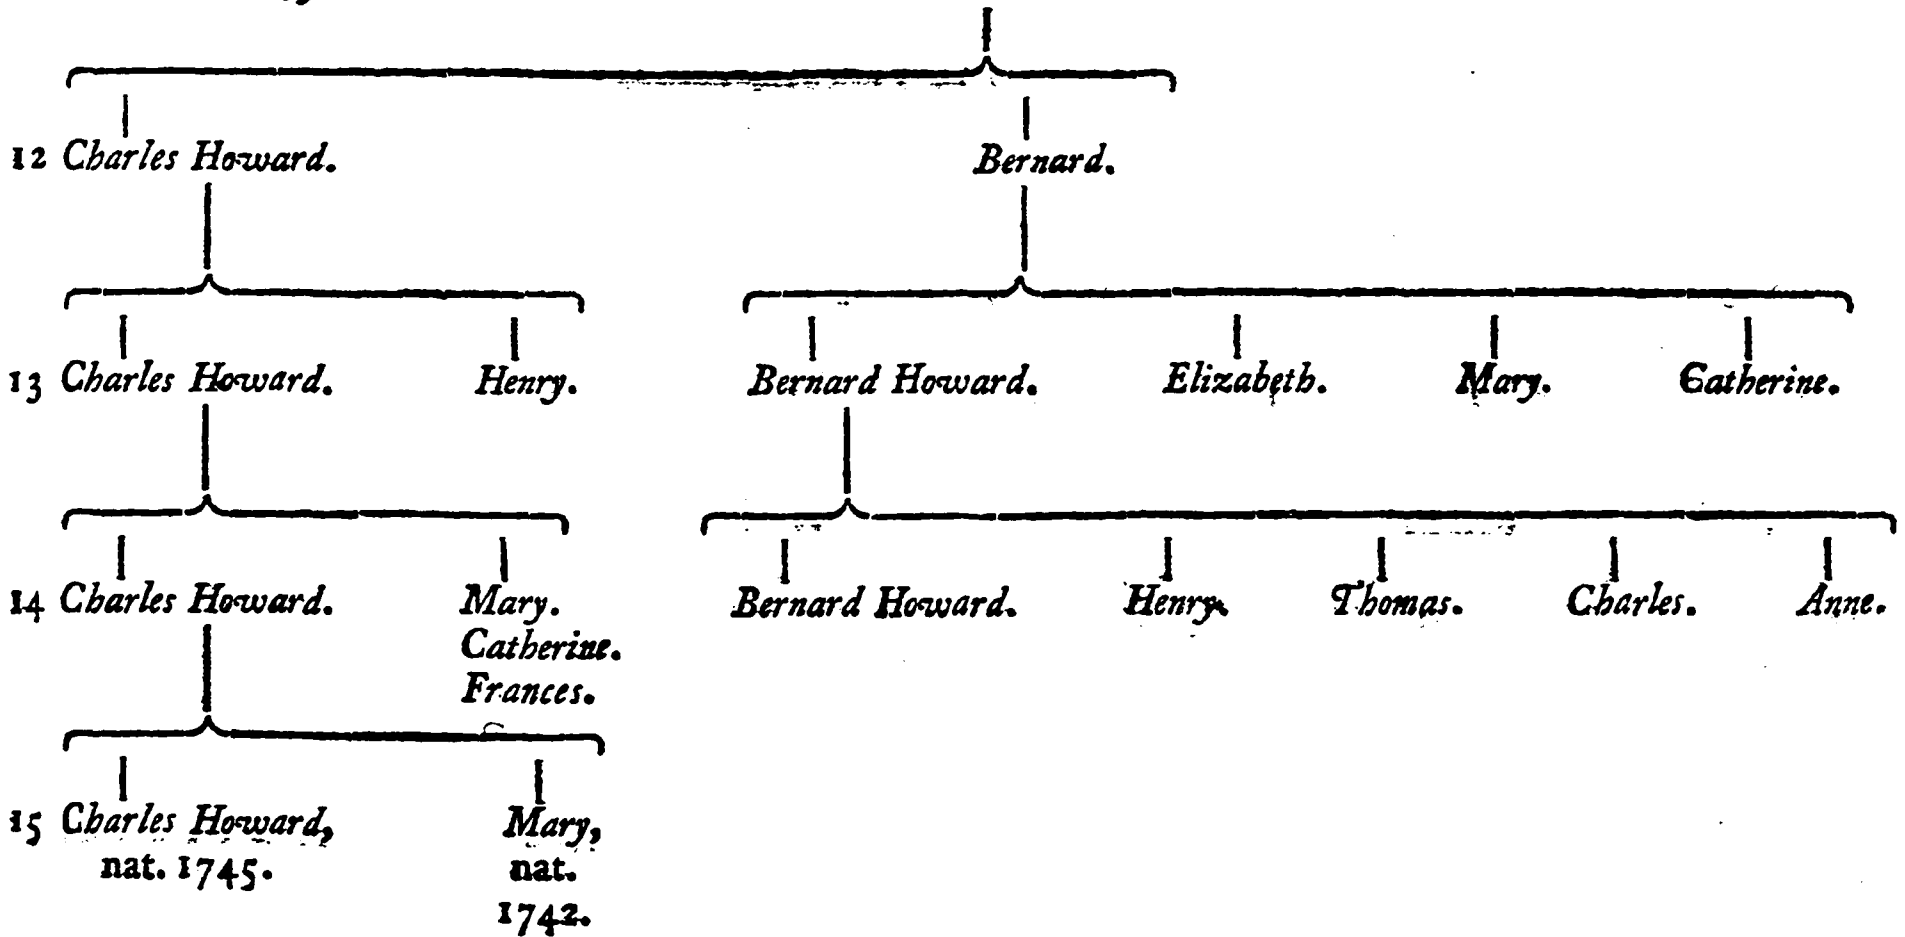 12 Charles Howard. Bernard.
13 Charles Howard. Henry. Bernard Howard. Elizabeth. Mary. Catherine.
14 Charles Howard. Mary. Bernard Howard. Henry. Thomas. Charles. Anne.
Catherine.
Frances.
15 Charles Howard, Mary,
nat. 1745. nat.
1742.